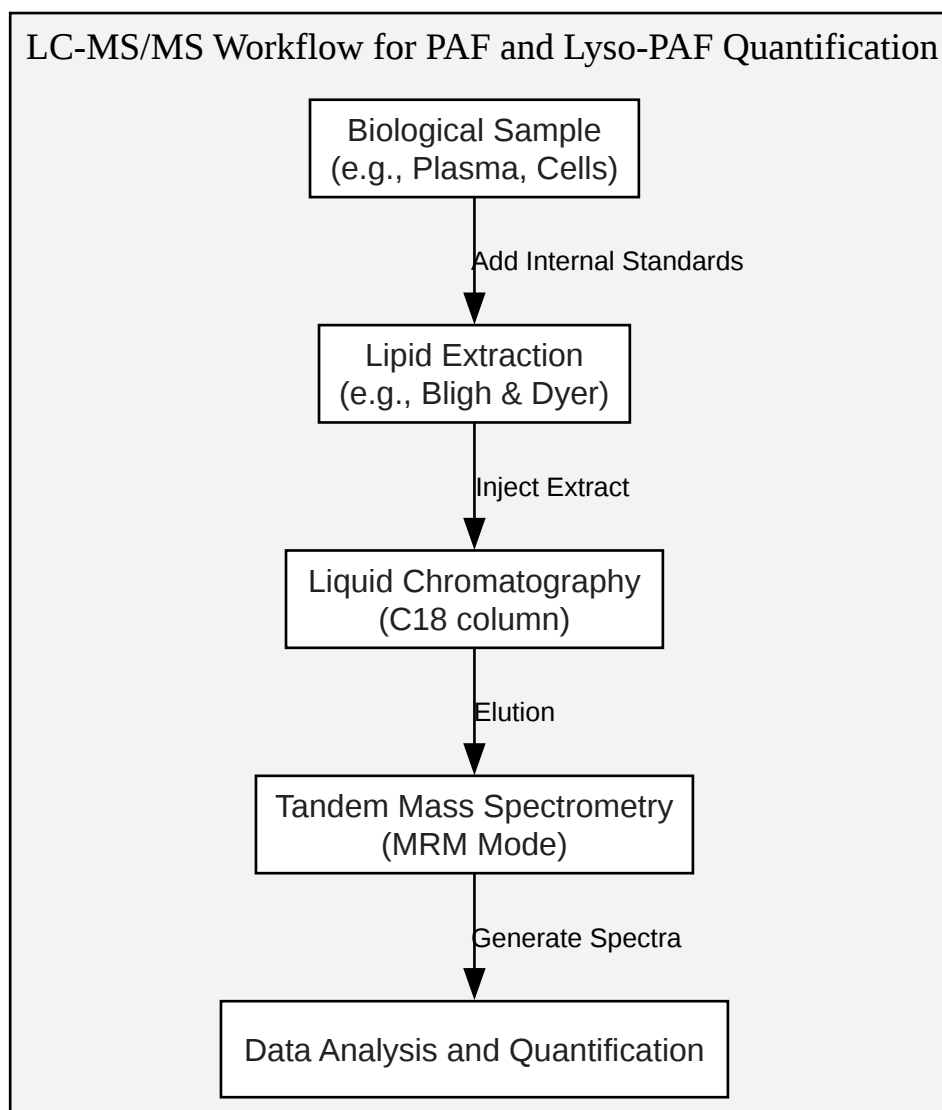 LC-MS/MS Workflow for PAF and Lyso-PAF Quantification
Biological Sample
(e.g., Plasma, Cells)
Add Internal Standards
Lipid Extraction
(e.g., Bligh & Dyer)
Inject Extract
Liquid Chromatography
(C18 column)
Elution
Tandem Mass Spectrometry
(MRM Mode)
Generate Spectra
Data Analysis and Quantification